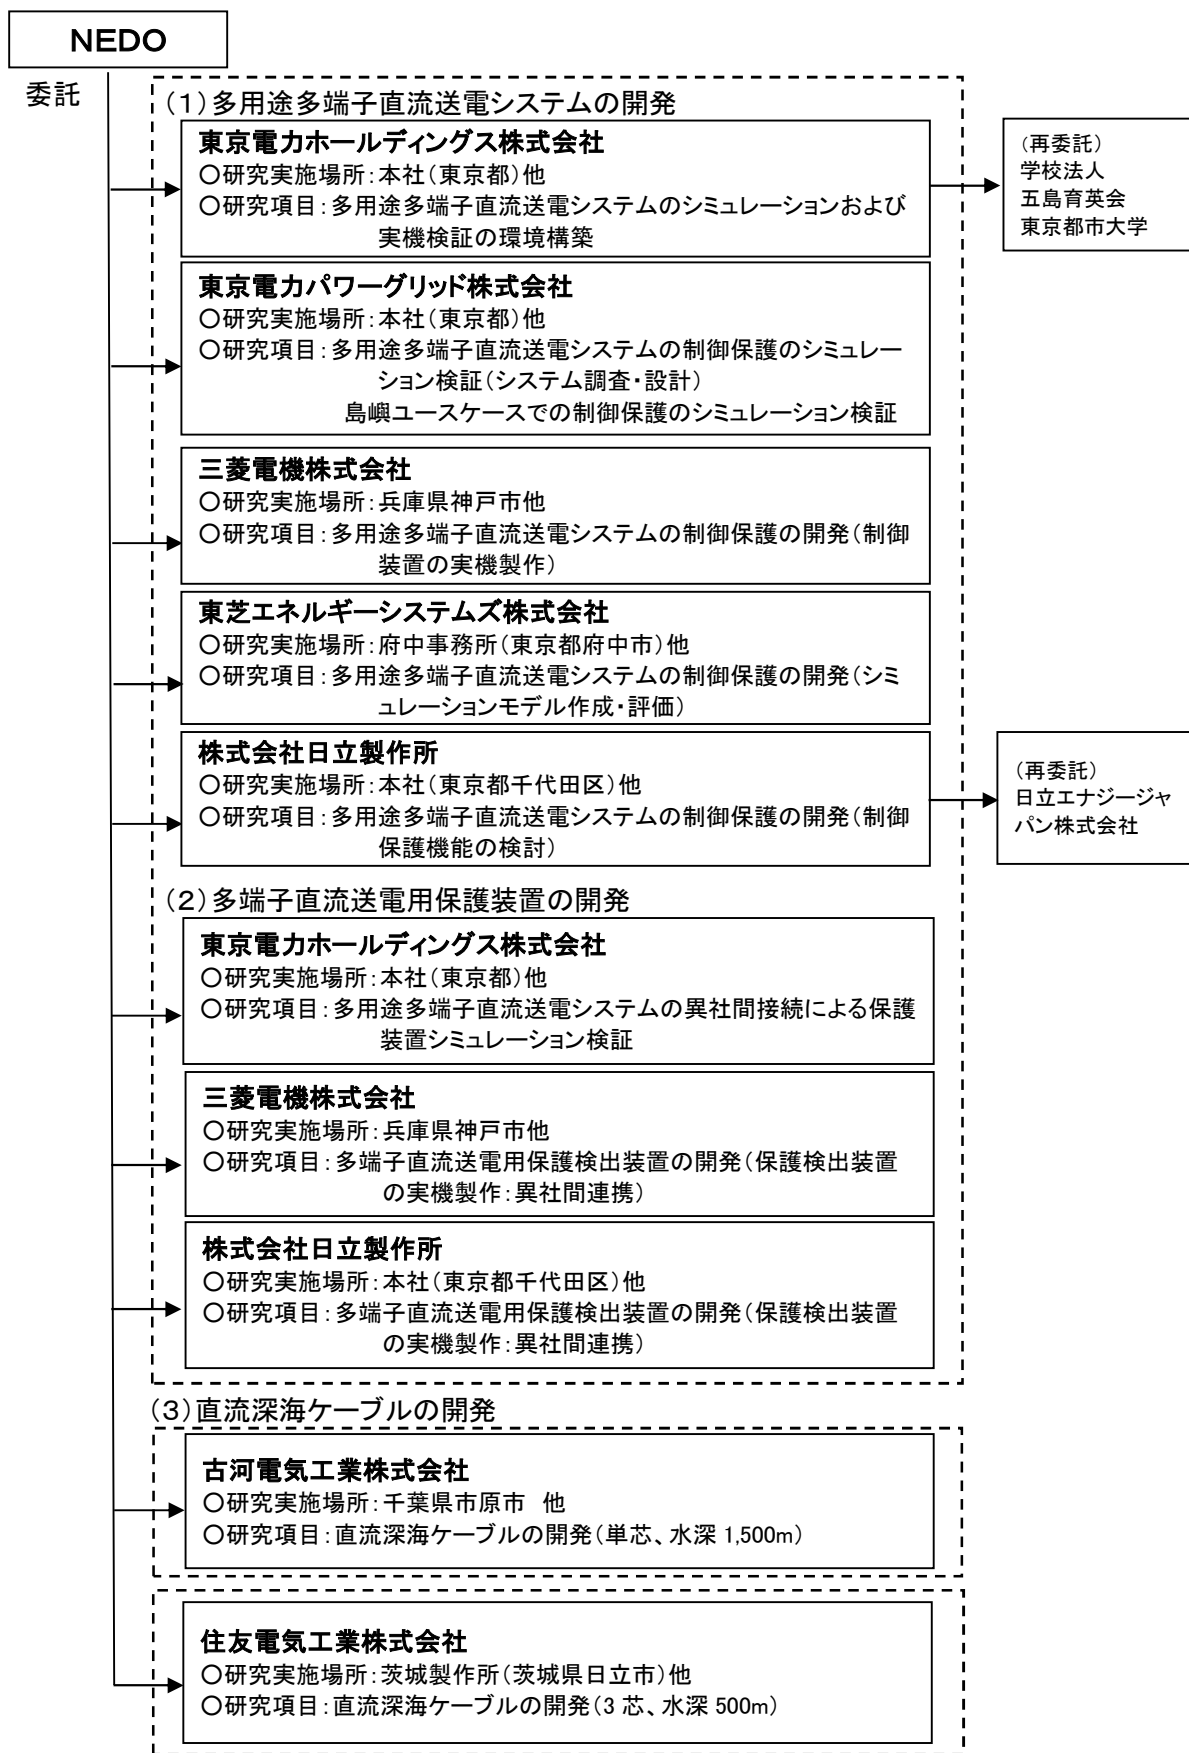 NEDO
委託
(1)多用途多端子直流送電システムの開発
東京電力ホールディングス株式会社
○研究実施場所:本社(東京都)他
○研究項目:多用途多端子直流送電システムのシミュレーションおよび
実機検証の環境構築
(再委託)
学校法人
五島育英会
東京都市大学
東京電力パワーグリッド株式会社
○研究実施場所:本社(東京都)他
○研究項目:多用途多端子直流送電システムの制御保護のシミュレー
ション検証(システム調査・設計)
島嶼ユースケースでの制御保護のシミュレーション検証
三菱電機株式会社
○研究実施場所:兵庫県神戸市他
○研究項目:多用途多端子直流送電システムの制御保護の開発(制御
装置の実機製作)
東芝エネルギーシステムズ株式会社
○研究実施場所:府中事務所(東京都府中市)他
○研究項目:多用途多端子直流送電システムの制御保護の開発(シミ
ュレーションモデル作成・評価)
株式会社日立製作所
○研究実施場所:本社(東京都千代田区)他
○研究項目:多用途多端子直流送電システムの制御保護の開発(制御
保護機能の検討)
(再委託)
日立エナジージャ
パン株式会社
(2)多端子直流送電用保護装置の開発
東京電力ホールディングス株式会社
○研究実施場所:本社(東京都)他
○研究項目:多用途多端子直流送電システムの異社間接続による保護
装置シミュレーション検証
三菱電機株式会社
○研究実施場所:兵庫県神戸市他
○研究項目:多端子直流送電用保護検出装置の開発(保護検出装置
の実機製作:異社間連携)
株式会社日立製作所
○研究実施場所:本社(東京都千代田区)他
○研究項目:多端子直流送電用保護検出装置の開発(保護検出装置
の実機製作:異社間連携)
(3)直流深海ケーブルの開発
古河電気工業株式会社
○研究実施場所:千葉県市原市 他
○研究項目:直流深海ケーブルの開発(単芯、水深 1,500m)
住友電気工業株式会社
○研究実施場所:茨城製作所(茨城県日立市)他
○研究項目:直流深海ケーブルの開発(3 芯、水深 500m)